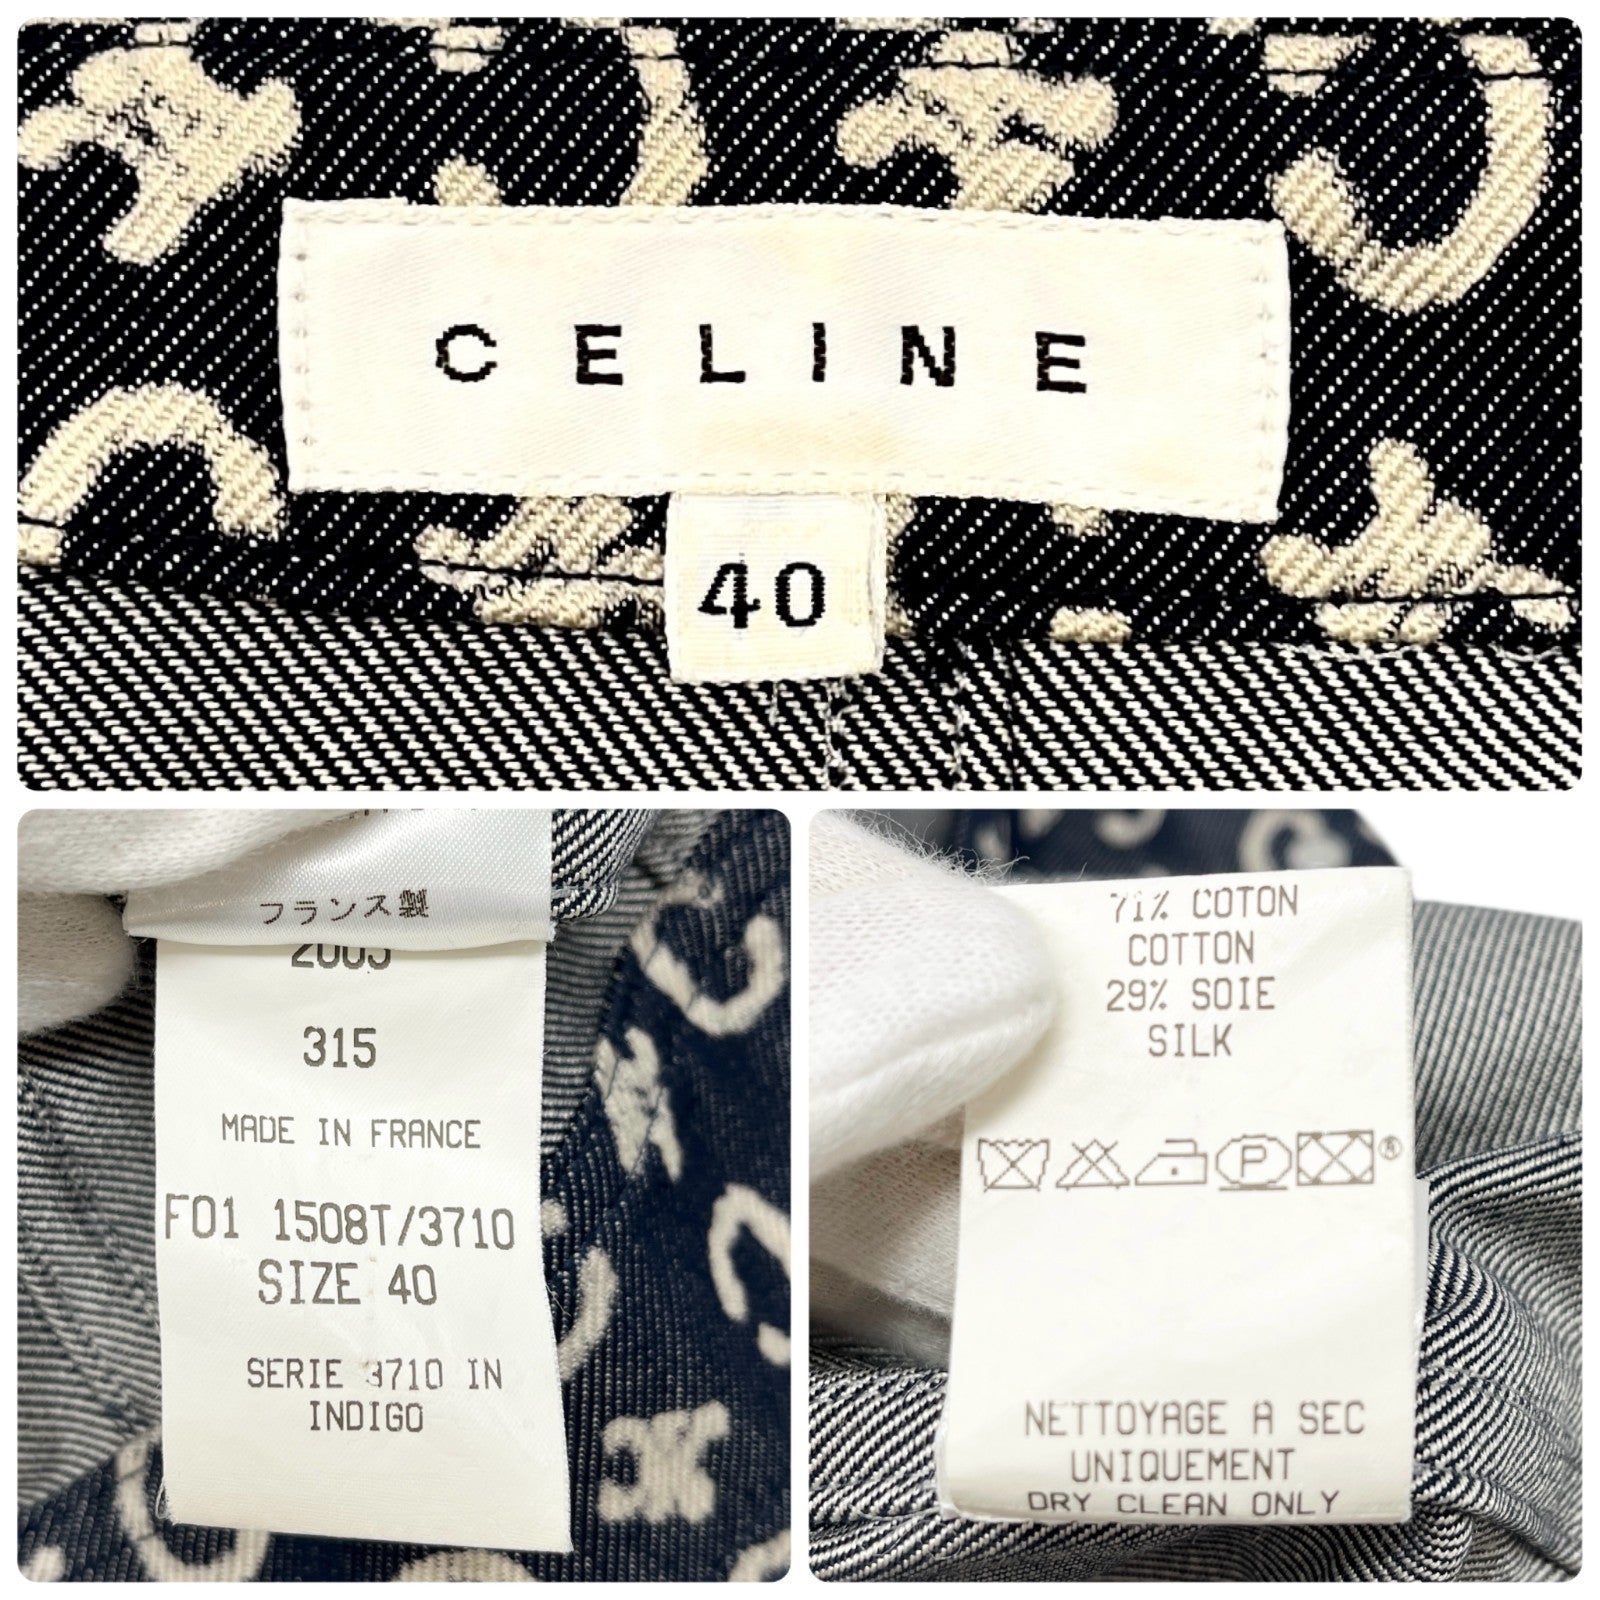 CELINE
40
フランス製
315
MADE IN FRANCE
F01 1508T/3710
SIZE 40
SERIE 3710 IN
INDIGO
71% COTON
COTTON
29% SOIE
SILK
P
NETTOYAGE A SEC
UNIQUEMENT
DRY CLEAN ONLY